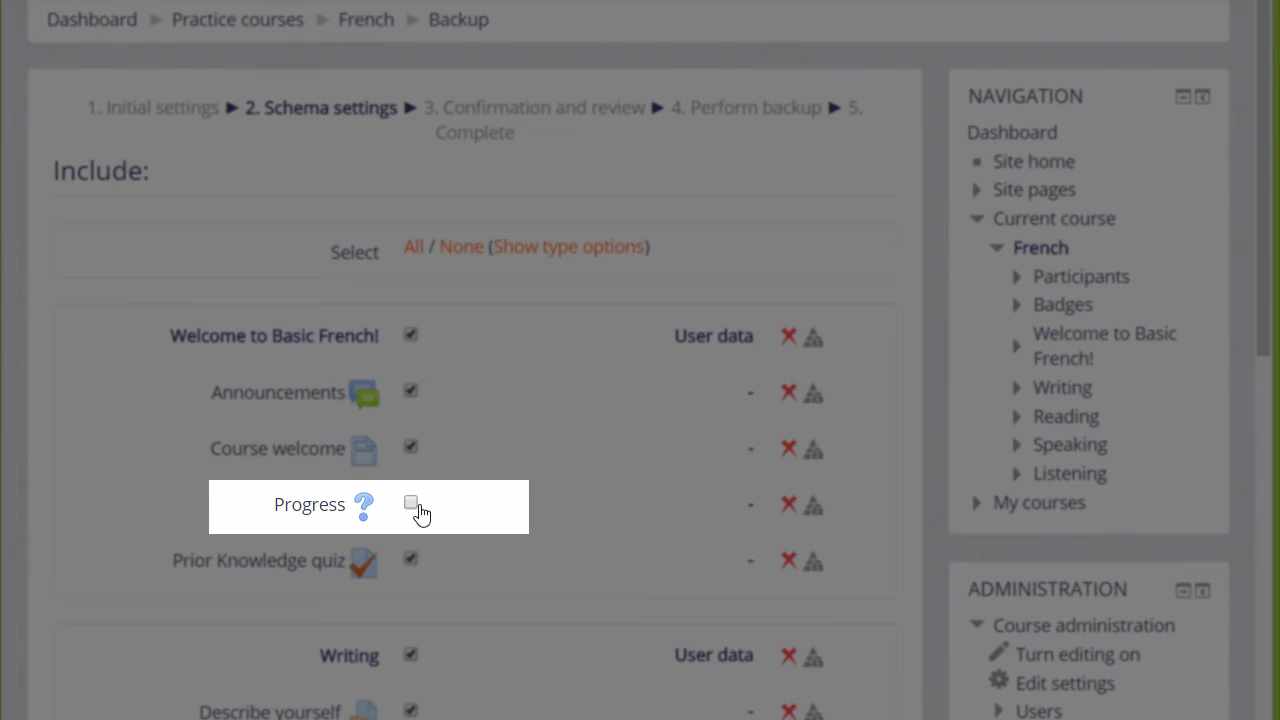 Dashboard ▶ Practice courses ▶ French ▶ Backup
1. Initial settings ▶ 2. Schema settings ▶ 3. Confirmation and review ▶ 4. Perform backup ▶ 5.
Complete
Include:
Select All / None (Show type options)
Welcome to Basic French! User data
Announcements -
Course welcome -
Progress -
Prior Knowledge quiz -
Writing User data
Describe yourself
NAVIGATION
Dashboard
Site home
Site pages
Current course
French
Participants
Badges
Welcome to Basic
French!
Writing
Reading
Speaking
Listening
My courses
ADMINISTRATION
Course administration
Turn editing on
Edit settings
Users